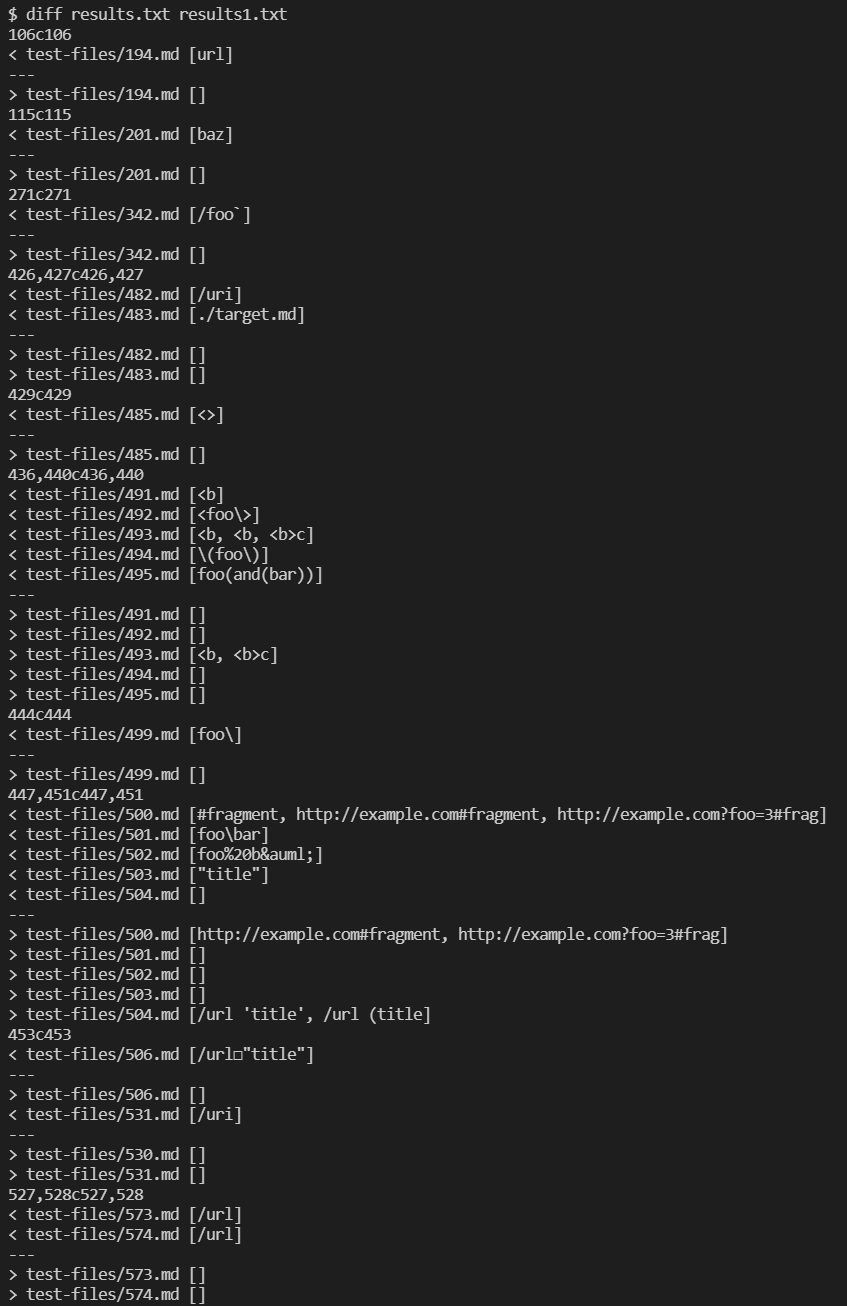 $ diff results.txt results1.txt
106c106
< test-files/194.md [url]
---
> test-files/194.md []
115c115
< test-files/201.md [baz]
---
> test-files/201.md []
271c271
< test-files/342.md [/foo`]
---
> test-files/342.md []
426,427c426,427
< test-files/482.md [/uri]
< test-files/483.md [./target.md]
---
> test-files/482.md []
> test-files/483.md []
429c429
< test-files/485.md [<>]
---
> test-files/485.md []
436,440c436,440
< test-files/491.md [<b]
< test-files/492.md [<foo\>]
< test-files/493.md [<b, <b, <b>c]
< test-files/494.md [\(foo\)]
< test-files/495.md [foo(and(bar))]
---
> test-files/491.md []
> test-files/492.md []
> test-files/493.md [<b, <b>c]
> test-files/494.md []
> test-files/495.md []
444c444
< test-files/499.md [foo\]
---
> test-files/499.md []
447,451c447,451
< test-files/500.md [#fragment, http://example.com#fragment, http://example.com?foo=3#frag]
< test-files/501.md [foo\bar]
< test-files/502.md [foo%20b&auml;]
< test-files/503.md ["title"]
< test-files/504.md []
---
> test-files/500.md [http://example.com#fragment, http://example.com?foo=3#frag]
> test-files/501.md []
> test-files/502.md []
> test-files/503.md []
> test-files/504.md [/url 'title', /url (title]
453c453
< test-files/506.md [/url□"title"]
---
> test-files/506.md []
< test-files/531.md [/uri]
---
> test-files/530.md []
> test-files/531.md []
527,528c527,528
< test-files/573.md [/url]
< test-files/574.md [/url]
---
> test-files/573.md []
> test-files/574.md []